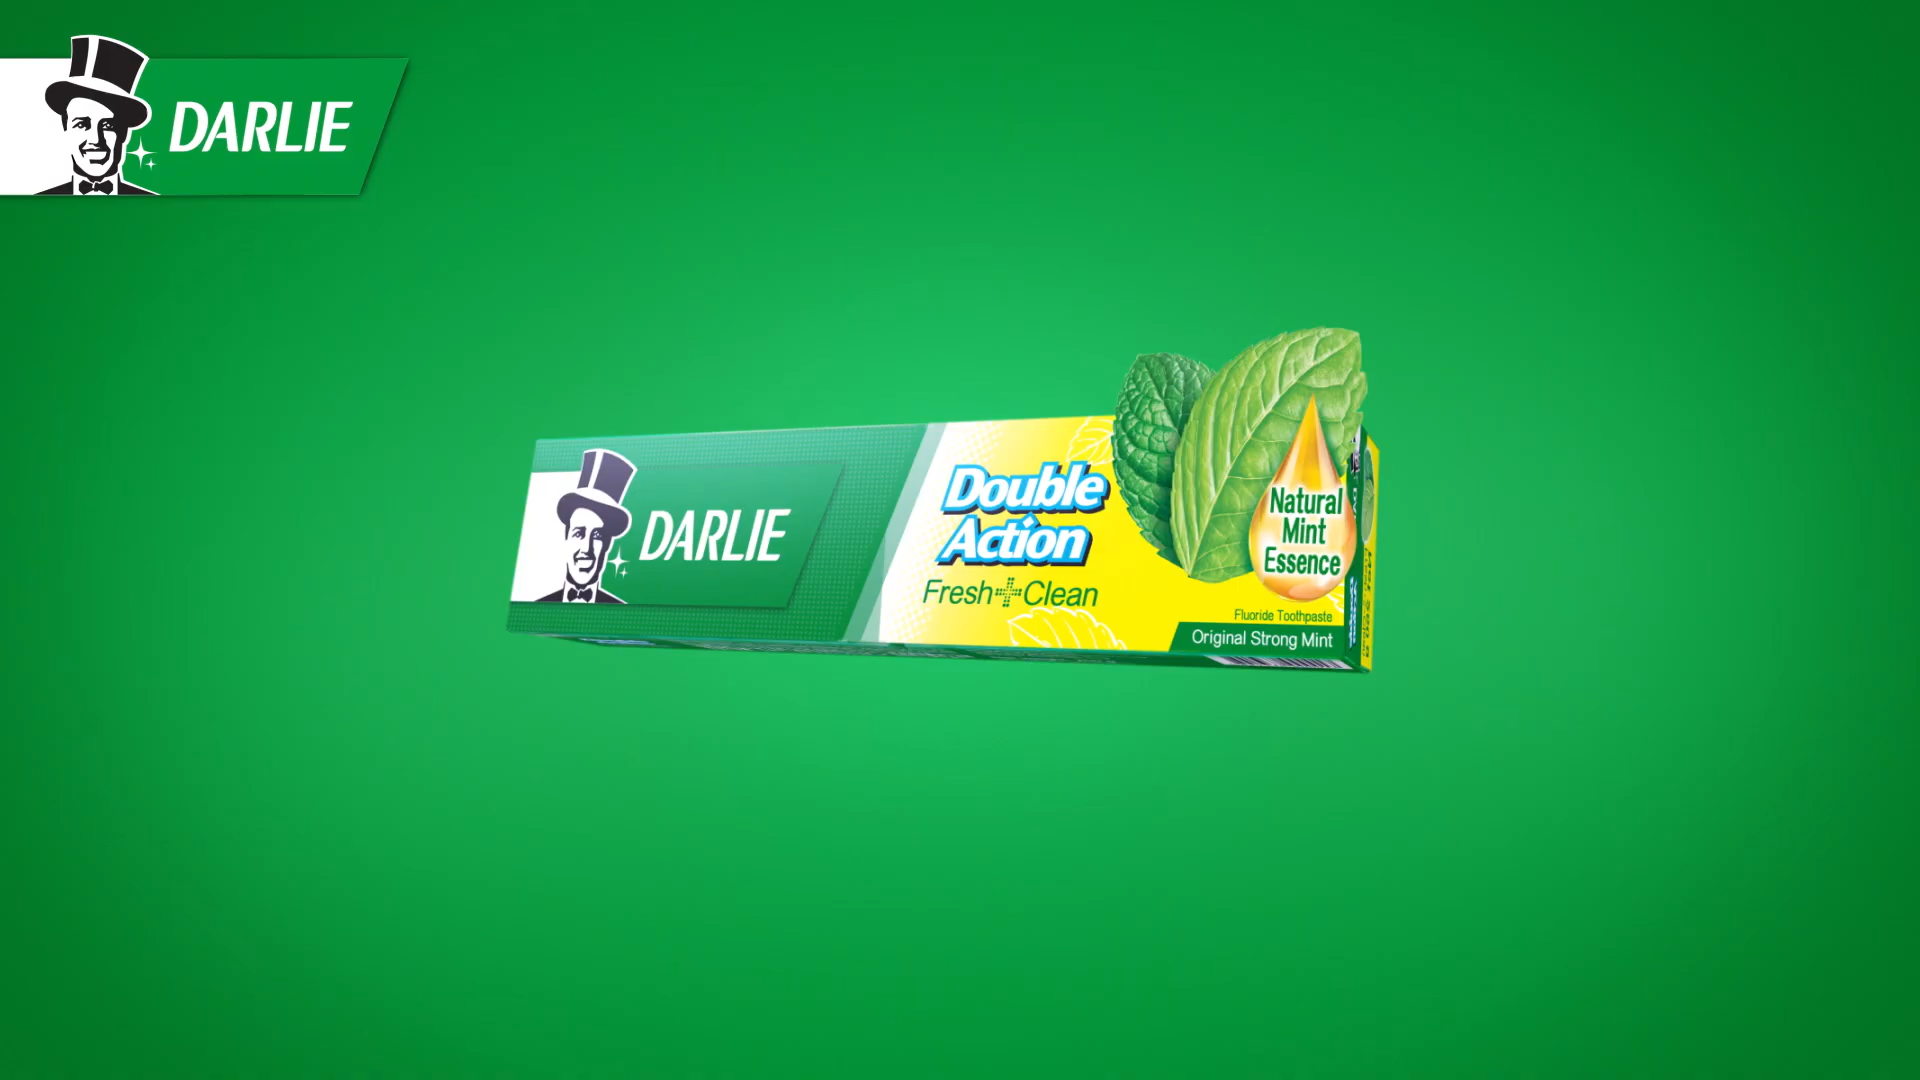 DARLIE
DARLIE
Double
Action
Fresh+Clean
Natural
Mint
Essence
Fluoride Toothpaste
Original Strong Mint